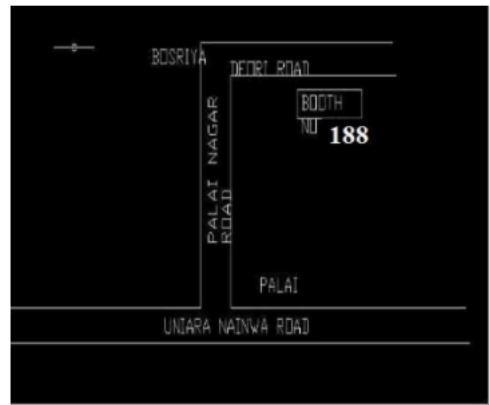 BOSRIYA
DEORI ROAD
BOOTH
NO 188
PALAI NAGAR
ROAD
PALAI
UNIARA NAINWA ROAD